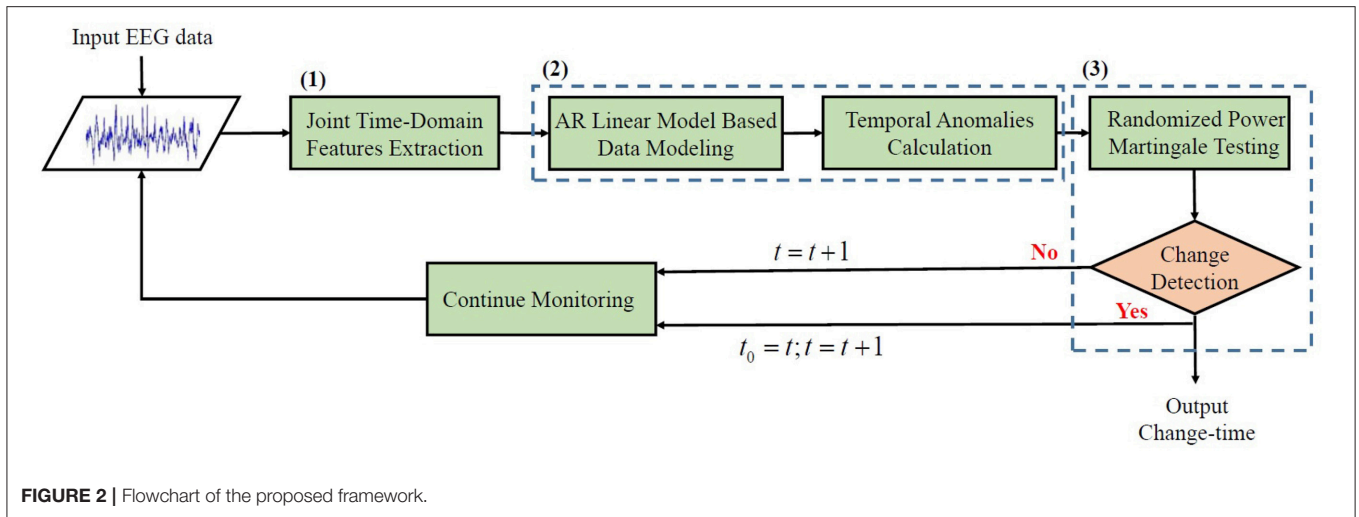 Input EEG data
(1)
(2)
(3)
Joint Time-Domain
Features Extraction
AR Linear Model Based
Data Modeling
Temporal Anomalies
Calculation
Randomized Power
Martingale Testing
Change
Detection
No
t = t + 1
Continue Monitoring
Yes
t₀ = t; t = t + 1
Output
Change-time
FIGURE 2 | Flowchart of the proposed framework.